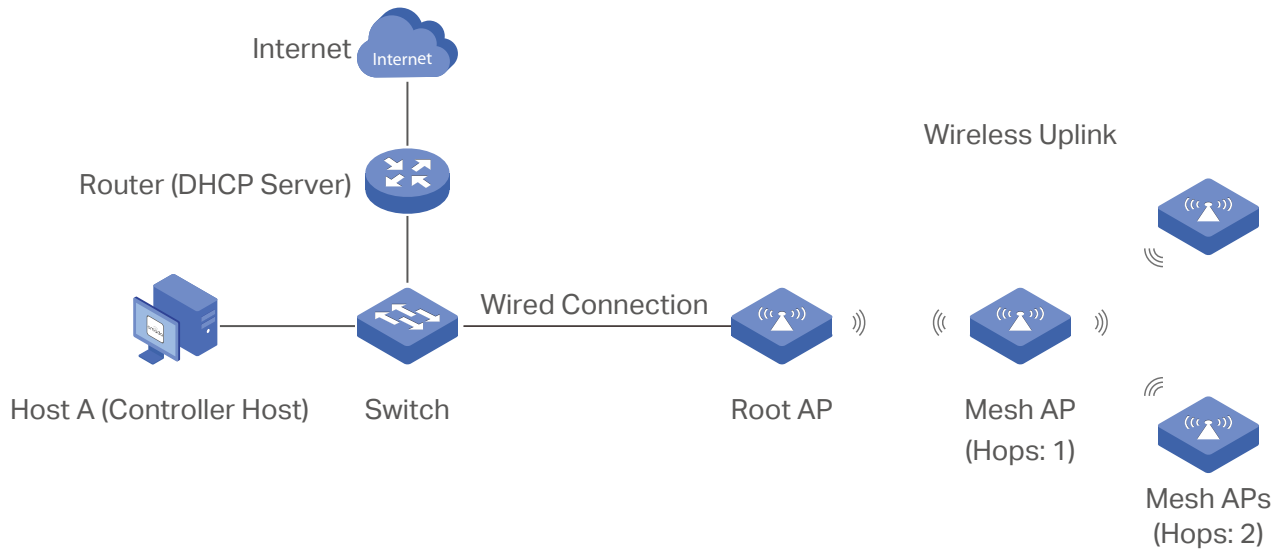 Internet
Internet
Wireless Uplink
Router (DHCP Server)
Wired Connection
Host A (Controller Host)
Switch
Root AP
Mesh AP
(Hops: 1)
Mesh APs
(Hops: 2)